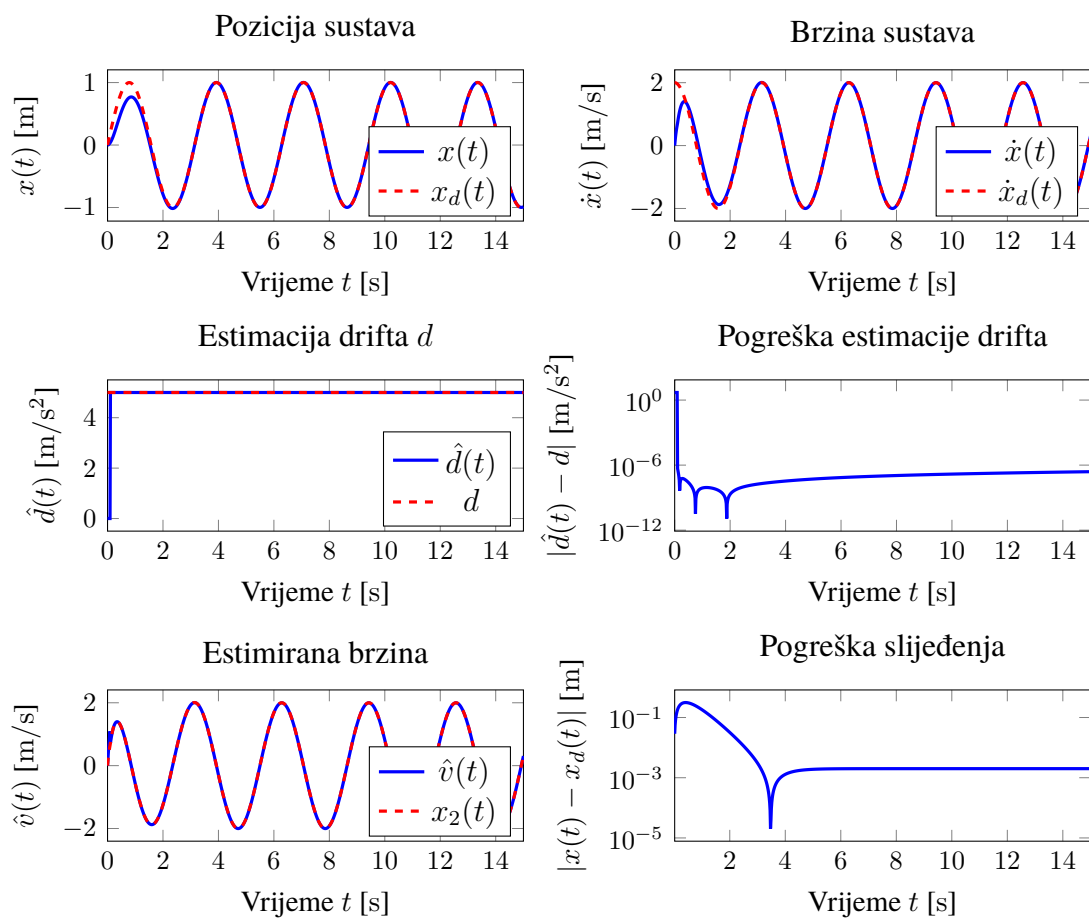 Pozicija sustava
x(t) [m]
1
0
−1
x(t)
x_d(t)
0 2 4 6 8 10 12 14
Vrijeme t [s]
Brzina sustava
ẋ(t) [m/s]
2
0
−2
ẋ(t)
ẋ_d(t)
0 2 4 6 8 10 12 14
Vrijeme t [s]
Estimacija drifta d
d̂(t) [m/s²]
4
2
0
d̂(t)
d
0 2 4 6 8 10 12 14
Vrijeme t [s]
Pogreška estimacije drifta
|d̂(t) − d| [m/s²]
10⁰
10⁻⁶
10⁻¹²
0 2 4 6 8 10 12 14
Vrijeme t [s]
Estimirana brzina
v̂(t) [m/s]
2
0
−2
v̂(t)
x₂(t)
0 2 4 6 8 10 12 14
Vrijeme t [s]
Pogreška slijeđenja
|x(t) − x_d(t)| [m]
10⁻¹
10⁻³
10⁻⁵
0 2 4 6 8 10 12 14
Vrijeme t [s]